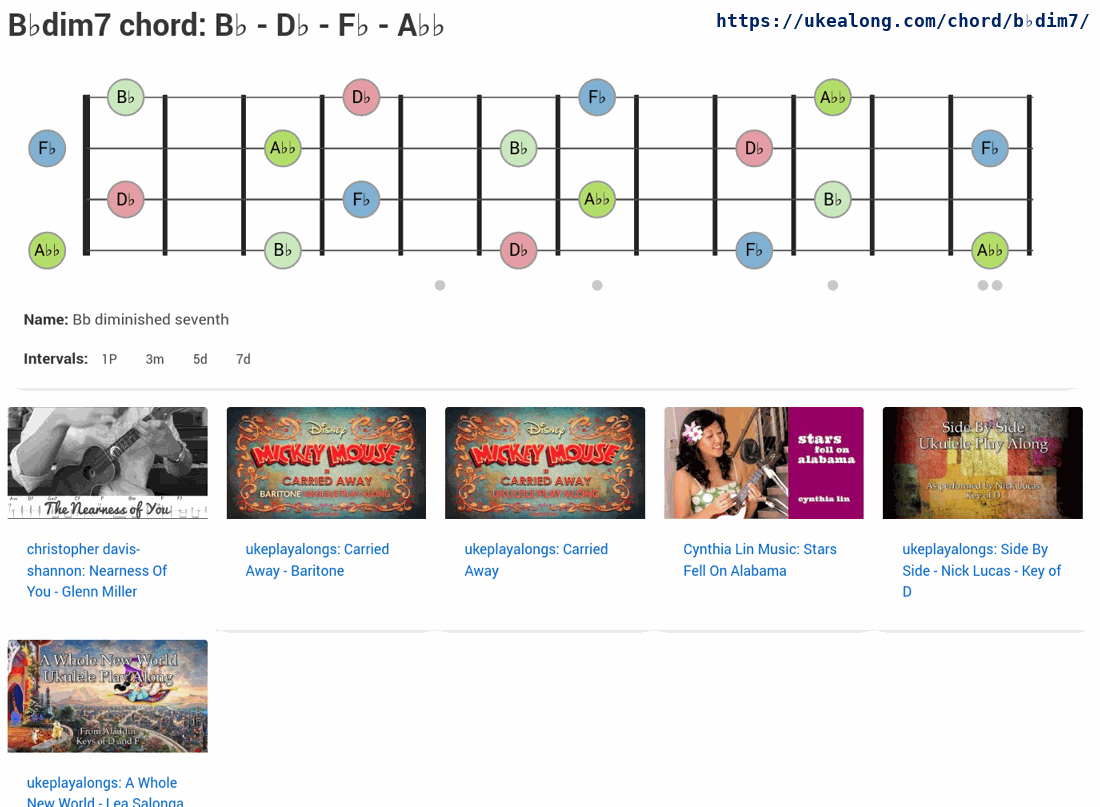 B♭dim7 chord: B♭ - D♭ - F♭ - A♭♭
https://ukealong.com/chord/b♭dim7/
B♭ D♭ F♭ A♭♭
F♭ A♭♭ B♭ D♭ F♭
D♭ F♭ A♭♭ B♭
A♭♭ B♭ D♭ F♭ A♭♭
Name: Bb diminished seventh
Intervals: 1P 3m 5d 7d
The Nearness of You
Disney
MICKEY MOUSE
IN
CARRIED AWAY
BARITONE UKULELE PLAY ALONG
Disney
MICKEY MOUSE
IN
CARRIED AWAY
UKULELE PLAY ALONG
stars
fell on
alabama
cynthia lin
Side By Side
Ukulele Play Along
As performed by Nick Lucas
Key of D
christopher davis-
shannon: Nearness Of
You - Glenn Miller
ukeplayalongs: Carried
Away - Baritone
ukeplayalongs: Carried
Away
Cynthia Lin Music: Stars
Fell On Alabama
ukeplayalongs: Side By
Side - Nick Lucas - Key of
D
A Whole New World
Ukulele Play Along
From Aladdin
Keys of D and F
ukeplayalongs: A Whole
New World - Lea Salonga